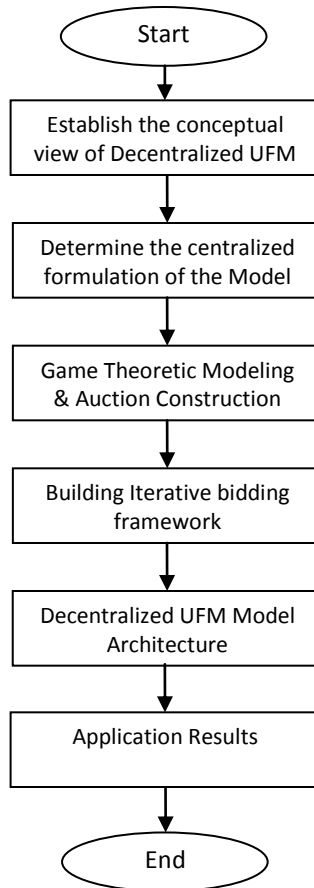 Start
Establish the conceptual
view of Decentralized UFM
Determine the centralized
formulation of the Model
Game Theoretic Modeling
& Auction Construction
Building Iterative bidding
framework
Decentralized UFM Model
Architecture
Application Results
End